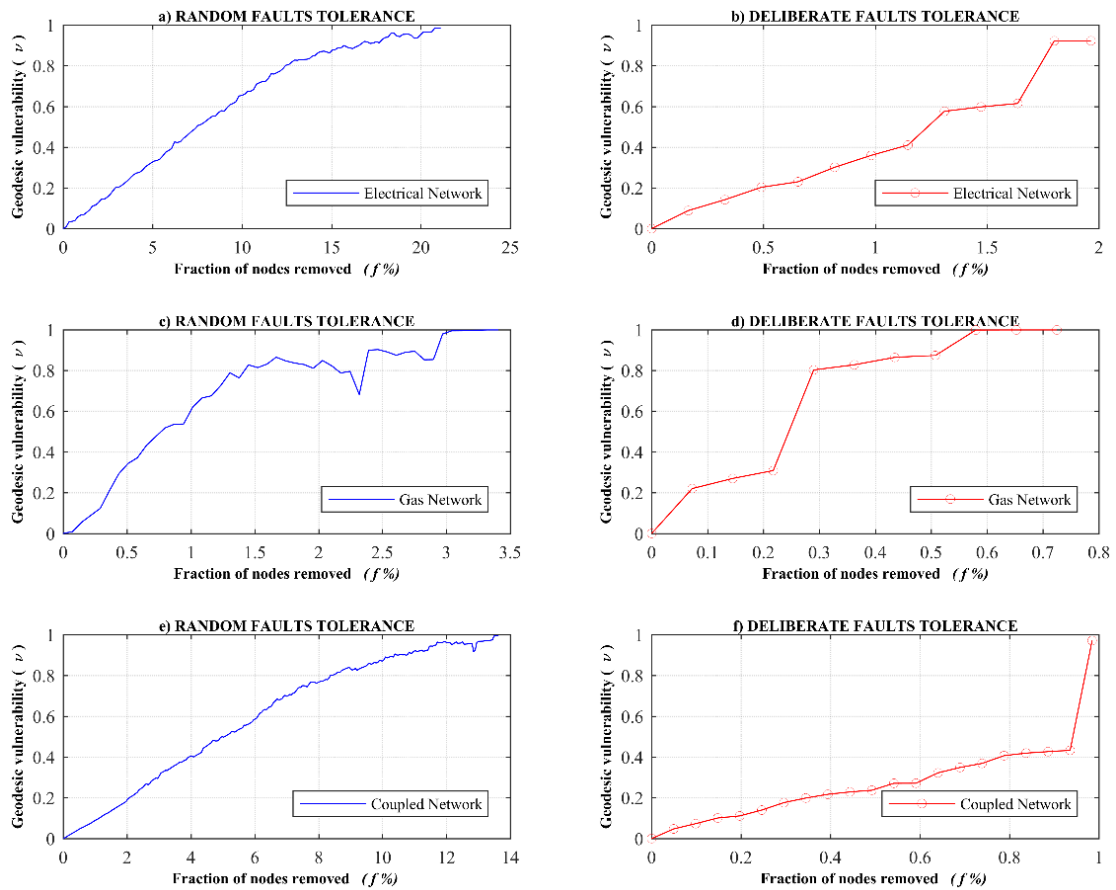 a) RANDOM FAULTS TOLERANCE
Geodesic vulnerability ( ν )
1
0.8
0.6
0.4
0.2
0
0 5 10 15 20 25
Electrical Network
Fraction of nodes removed ( f %)
b) DELIBERATE FAULTS TOLERANCE
Geodesic vulnerability ( ν )
1
0.8
0.6
0.4
0.2
0
0 0.5 1 1.5 2
Electrical Network
Fraction of nodes removed ( f %)
c) RANDOM FAULTS TOLERANCE
Geodesic vulnerability ( ν )
1
0.8
0.6
0.4
0.2
0
0 0.5 1 1.5 2 2.5 3 3.5
Gas Network
Fraction of nodes removed ( f %)
d) DELIBERATE FAULTS TOLERANCE
Geodesic vulnerability ( ν )
1
0.8
0.6
0.4
0.2
0
0 0.1 0.2 0.3 0.4 0.5 0.6 0.7 0.8
Gas Network
Fraction of nodes removed ( f %)
e) RANDOM FAULTS TOLERANCE
Geodesic vulnerability ( ν )
1
0.8
0.6
0.4
0.2
0
0 2 4 6 8 10 12 14
Coupled Network
Fraction of nodes removed ( f %)
f) DELIBERATE FAULTS TOLERANCE
Geodesic vulnerability ( ν )
1
0.8
0.6
0.4
0.2
0
0 0.2 0.4 0.6 0.8 1
Coupled Network
Fraction of nodes removed ( f %)